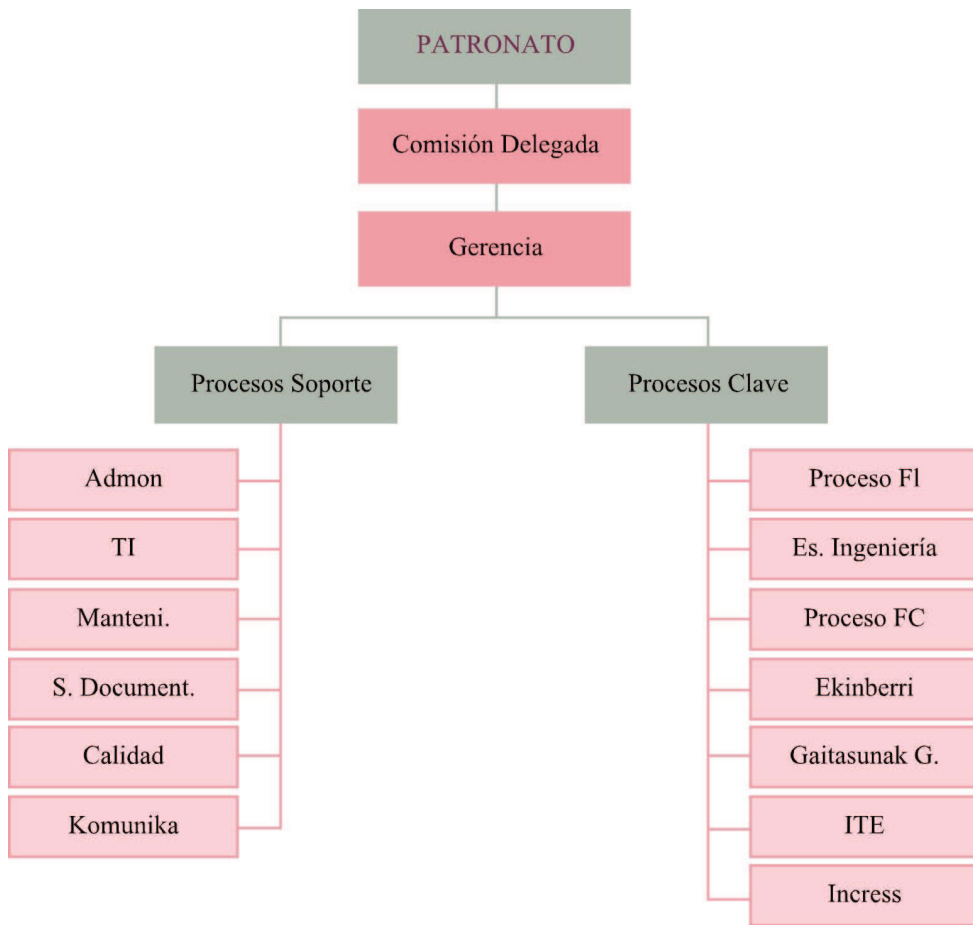 PATRONATO
Comisión Delegada
Gerencia
Procesos Soporte
Procesos Clave
Admon
TI
Manteni.
S. Document.
Calidad
Komunika
Proceso Fl
Es. Ingeniería
Proceso FC
Ekinberri
Gaitasunak G.
ITE
Incress